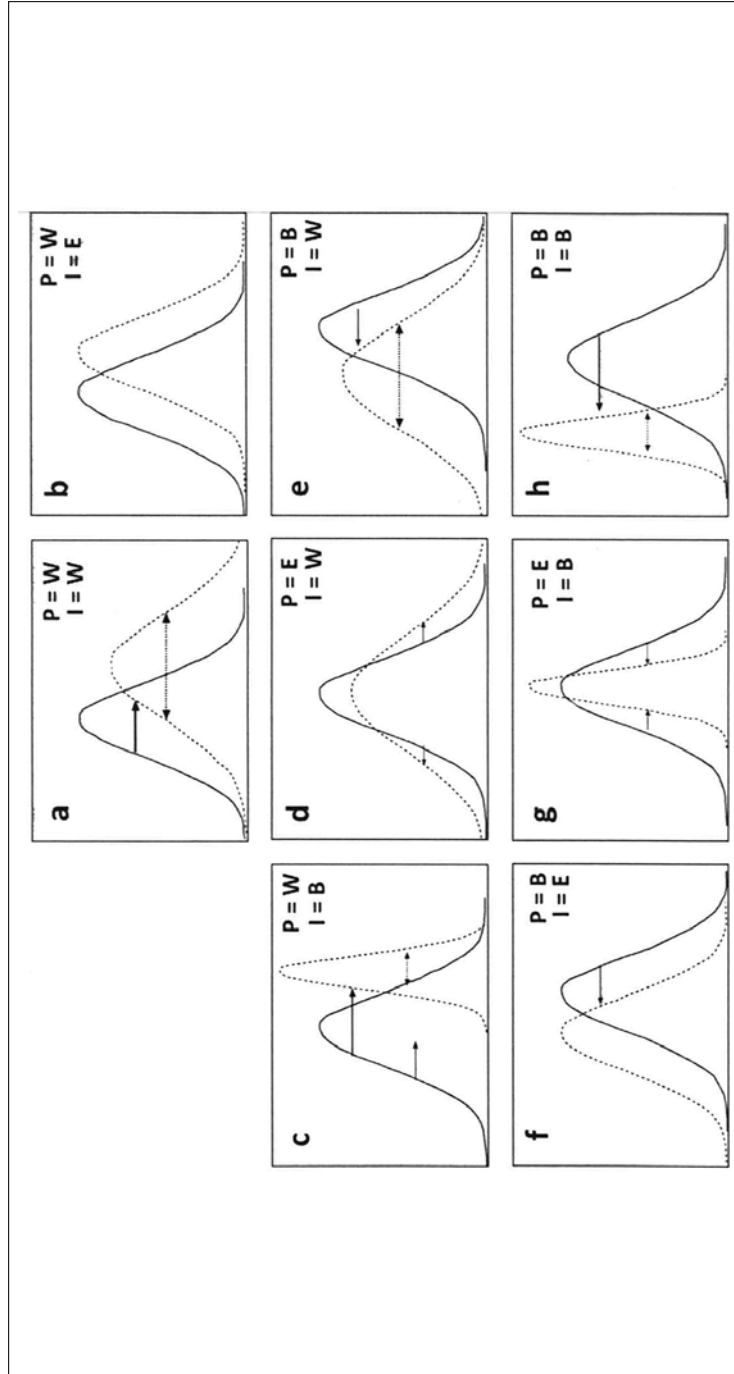 a
P = W
I = W
b
P = W
I = E
c
P = W
I = B
d
P = E
I = W
e
P = B
I = W
f
P = B
I = E
g
P = E
I = B
h
P = B
I = B